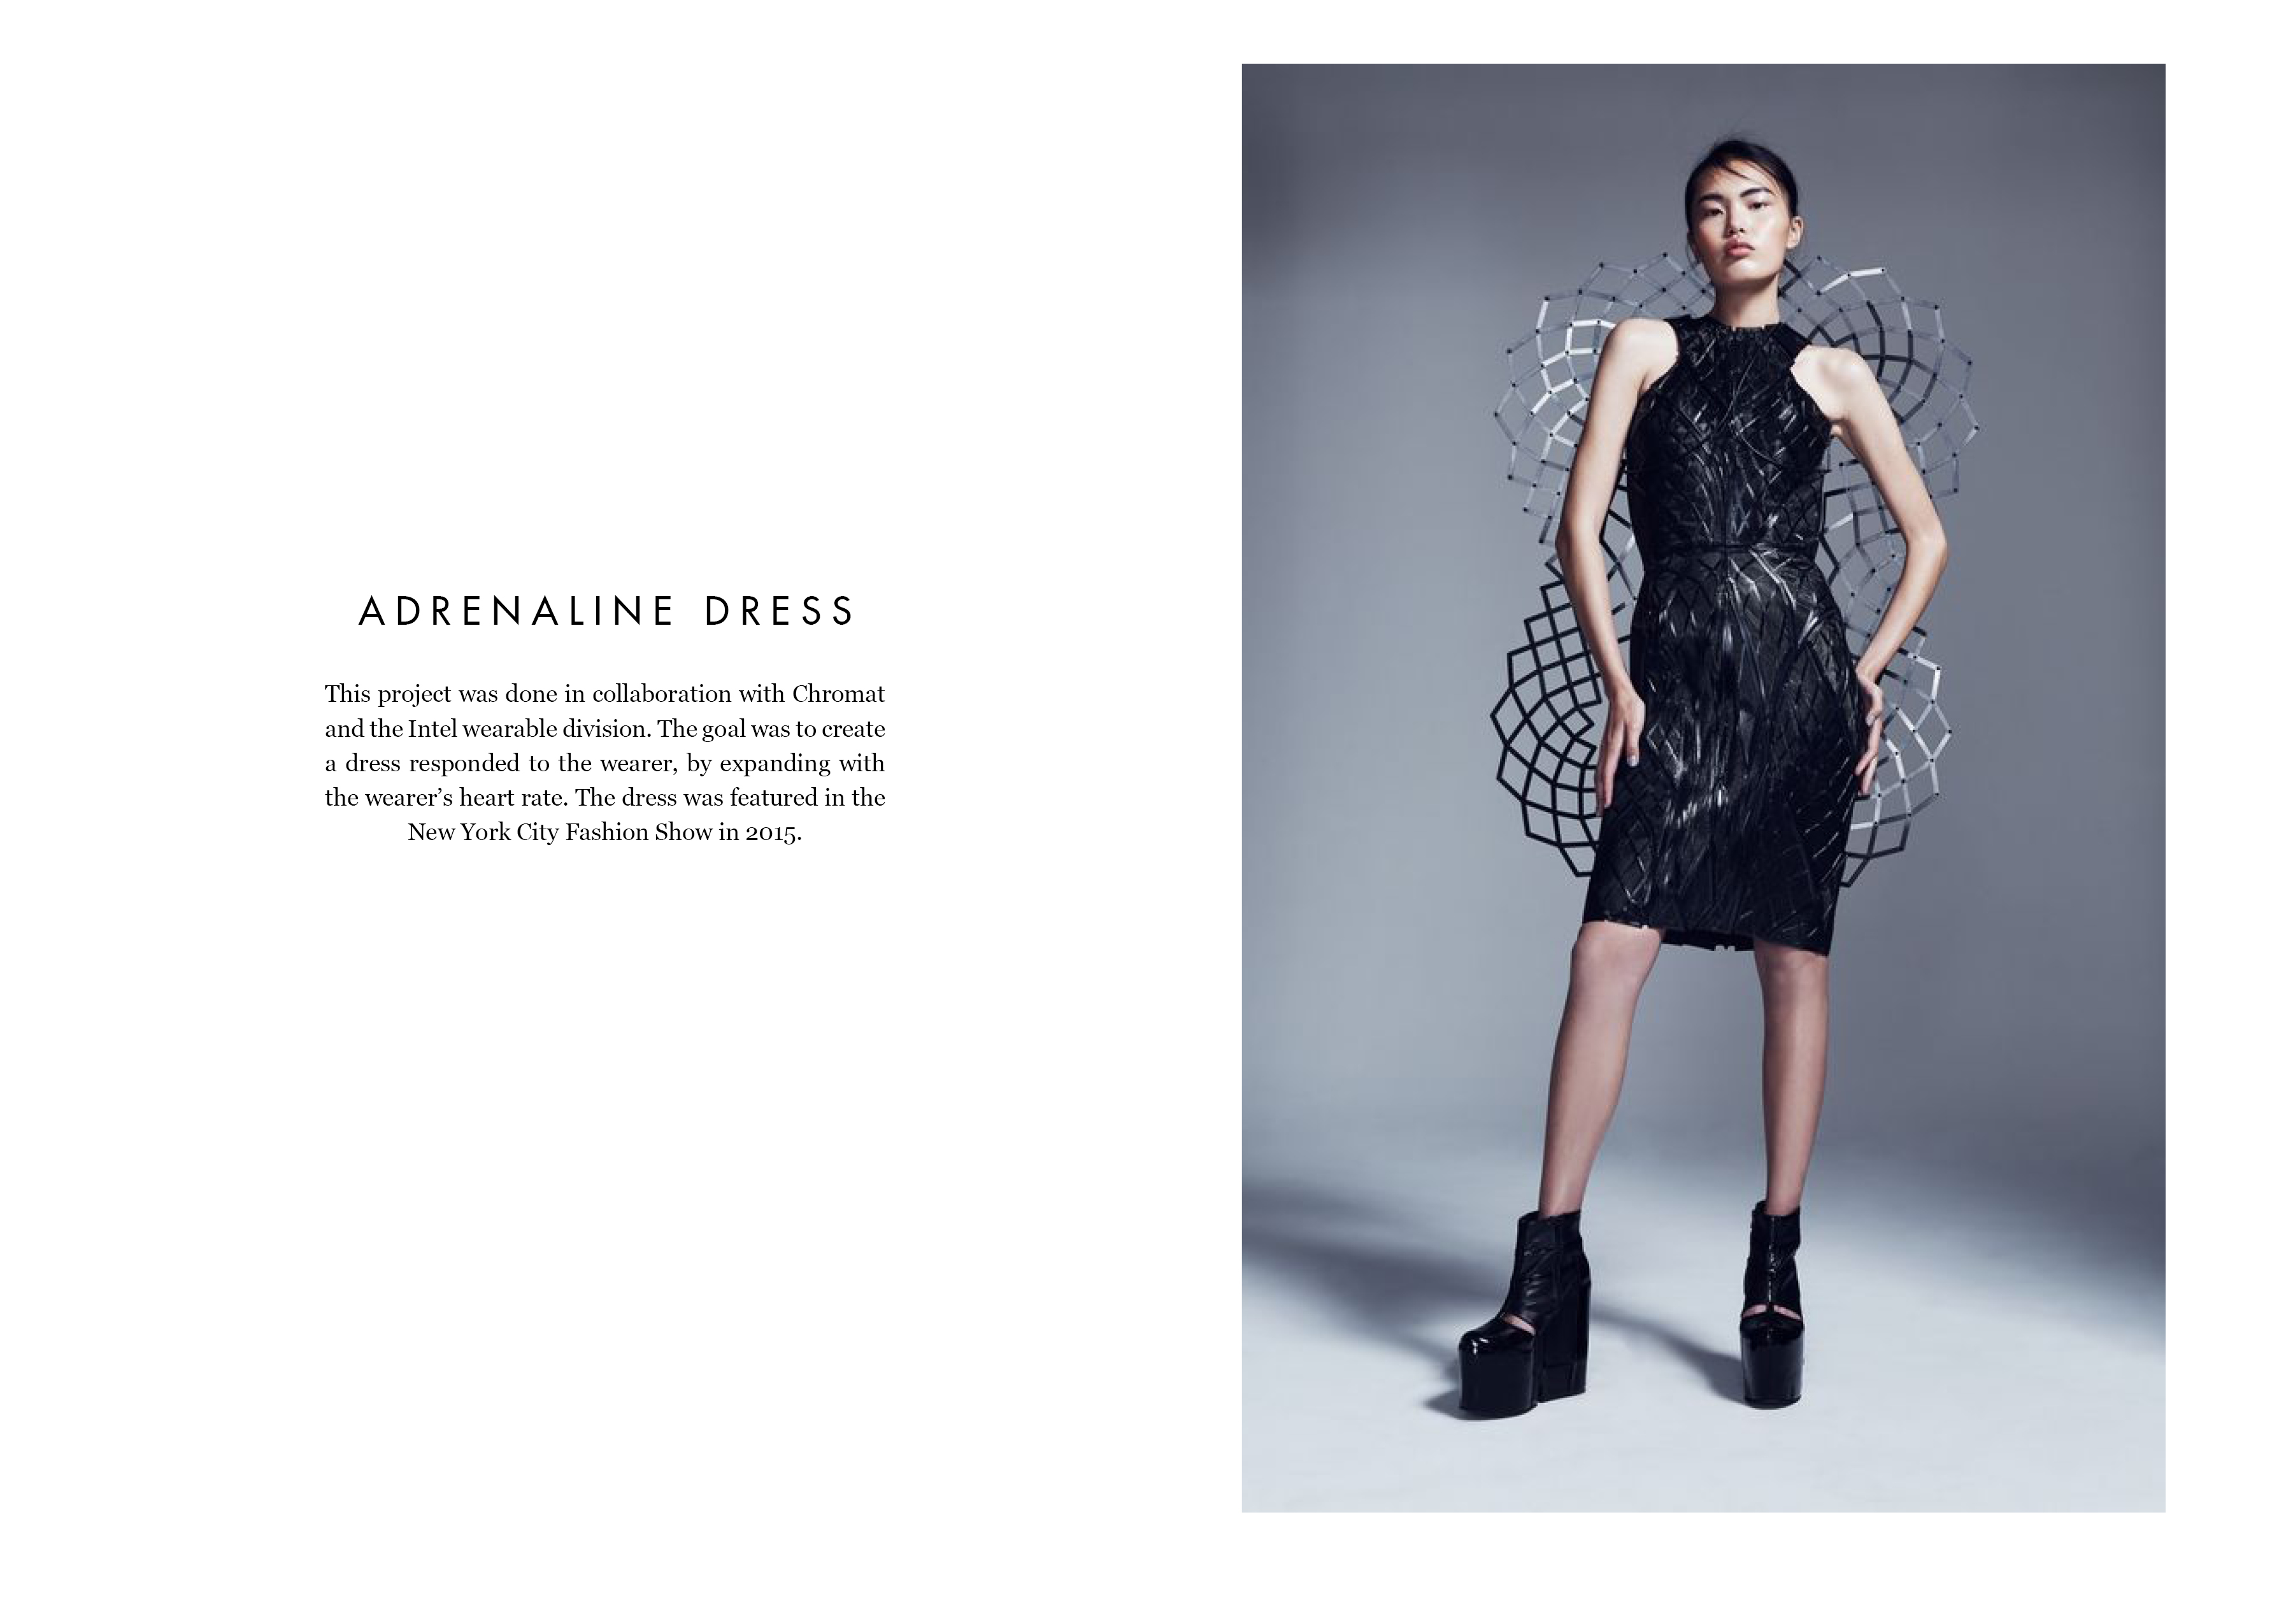 ADRENALINE DRESS
This project was done in collaboration with Chromat
and the Intel wearable division. The goal was to create
a dress responded to the wearer, by expanding with
the wearer’s heart rate. The dress was featured in the
New York City Fashion Show in 2015.